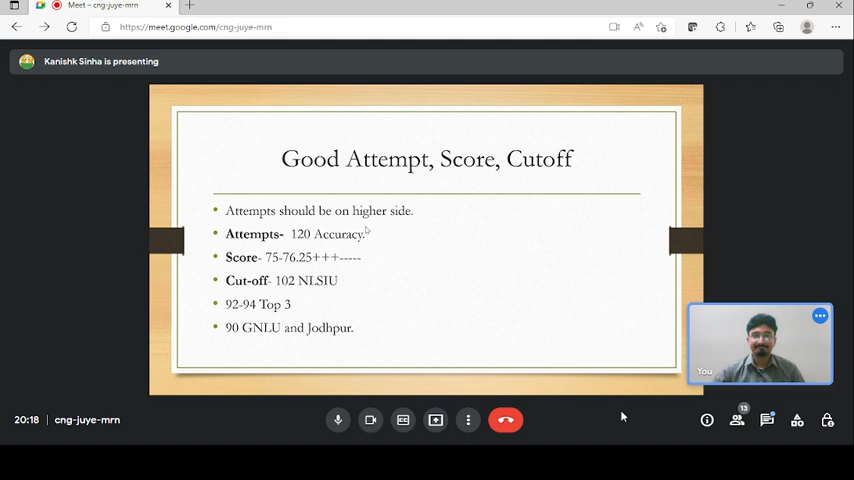 Meet – cng-juye-mrn
https://meet.google.com/cng-juye-mrn
Kanishk Sinha is presenting
Good Attempt, Score, Cutoff
• Attempts should be on higher side.
• Attempts- 120 Accuracy.
• Score- 75-76.25+++-----
• Cut-off- 102 NLSIU
• 92-94 Top 3
• 90 GNLU and Jodhpur.
You
20:18 | cng-juye-mrn
13